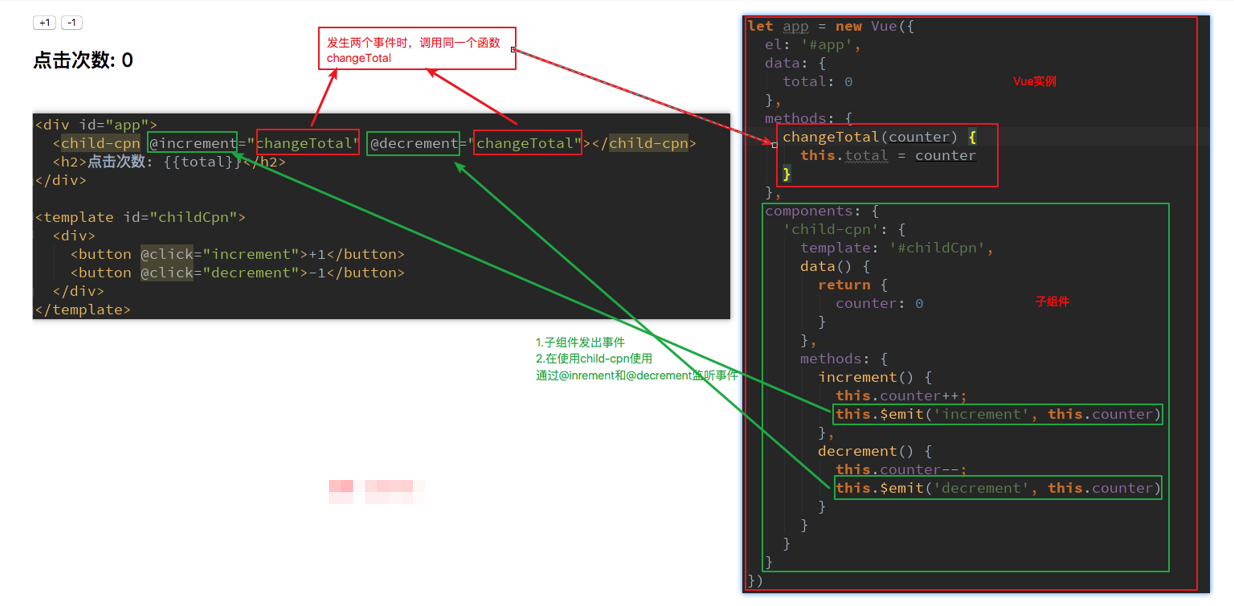 +1 -1
点击次数: 0
发生两个事件时，调用同一个函数
changeTotal
<div id="app">
<child-cpn @increment="changeTotal" @decrement="changeTotal"></child-cpn>
<h2>点击次数: {{total}}</h2>
</div>
<template id="childCpn">
<div>
<button @click="increment">+1</button>
<button @click="decrement">-1</button>
</div>
</template>
1.子组件发出事件
2.在使用child-cpn使用
通过@inrement和@decrement监听事件
let app = new Vue({
el: '#app',
data: {
total: 0
Vue实例
},
methods: {
changeTotal(counter) {
this.total = counter
}
},
components: {
'child-cpn': {
template: '#childCpn',
data() {
return {
counter: 0
子组件
}
},
methods: {
increment() {
this.counter++;
this.$emit('increment', this.counter)
},
decrement() {
this.counter--;
this.$emit('decrement', this.counter)
}
}
}
}
})